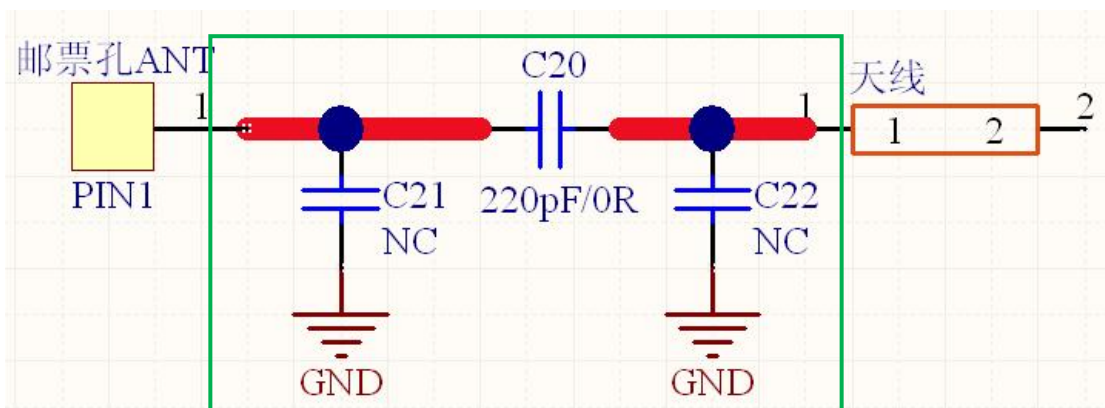 邮票孔ANT
1
PIN1
C20
220pF/0R
C21
NC
GND
C22
NC
GND
1
天线
1 2
2